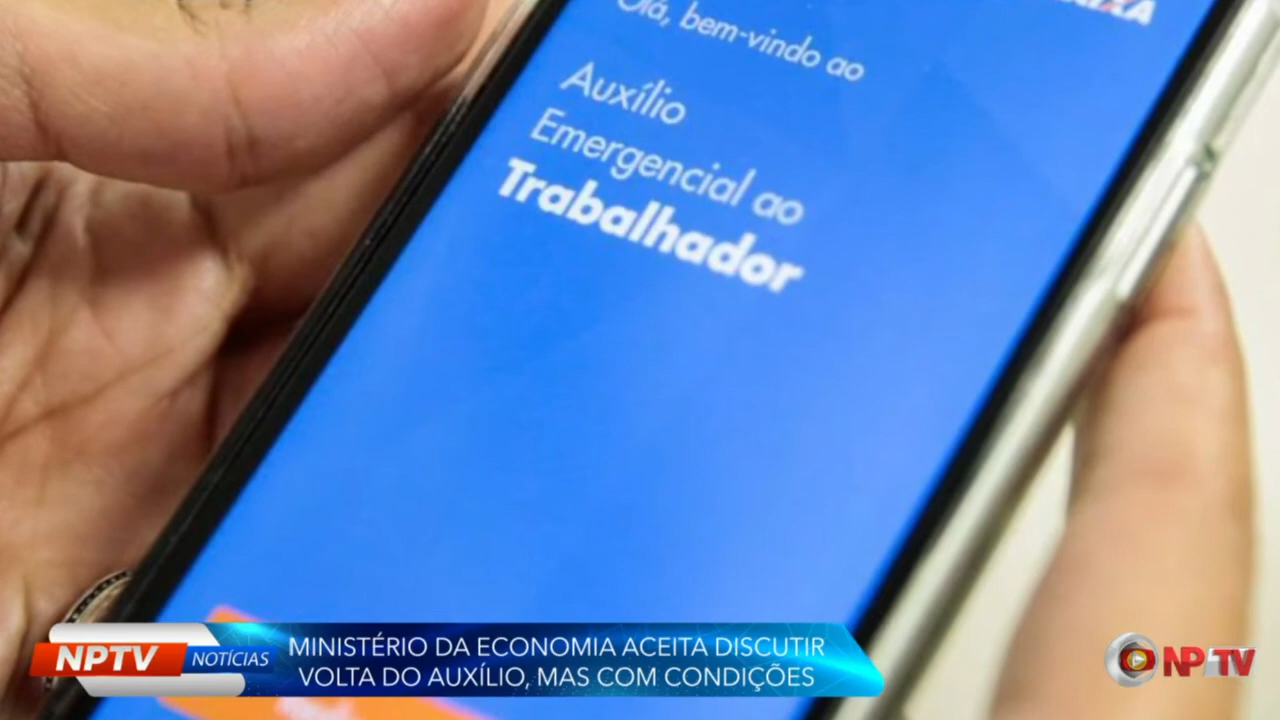 Olá, bem-vindo ao
Auxílio
Emergencial ao
Trabalhador
NPTV NOTÍCIAS
MINISTÉRIO DA ECONOMIA ACEITA DISCUTIR
VOLTA DO AUXÍLIO, MAS COM CONDIÇÕES
NPTV